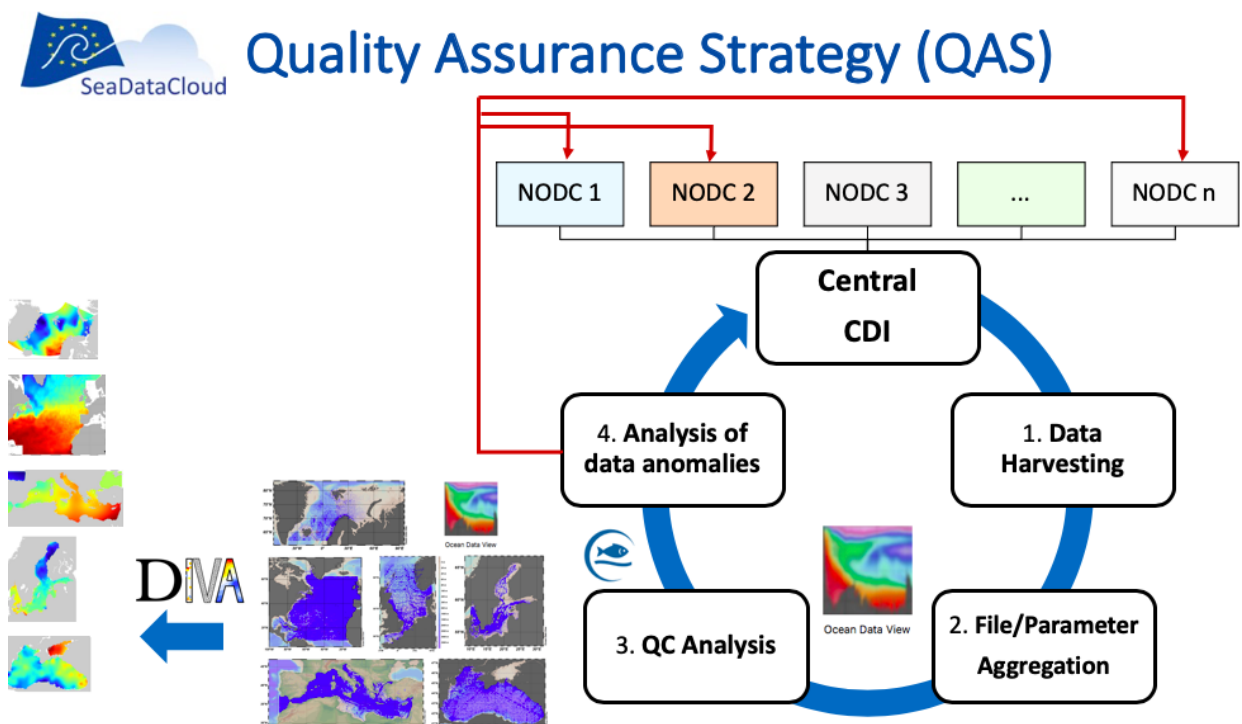 SeaDataCloud
Quality Assurance Strategy (QAS)
NODC 1
NODC 2
NODC 3
...
NODC n
Central
CDI
1. Data
Harvesting
2. File/Parameter
Aggregation
3. QC Analysis
4. Analysis of
data anomalies
Ocean Data View
Ocean Data View
DIVA